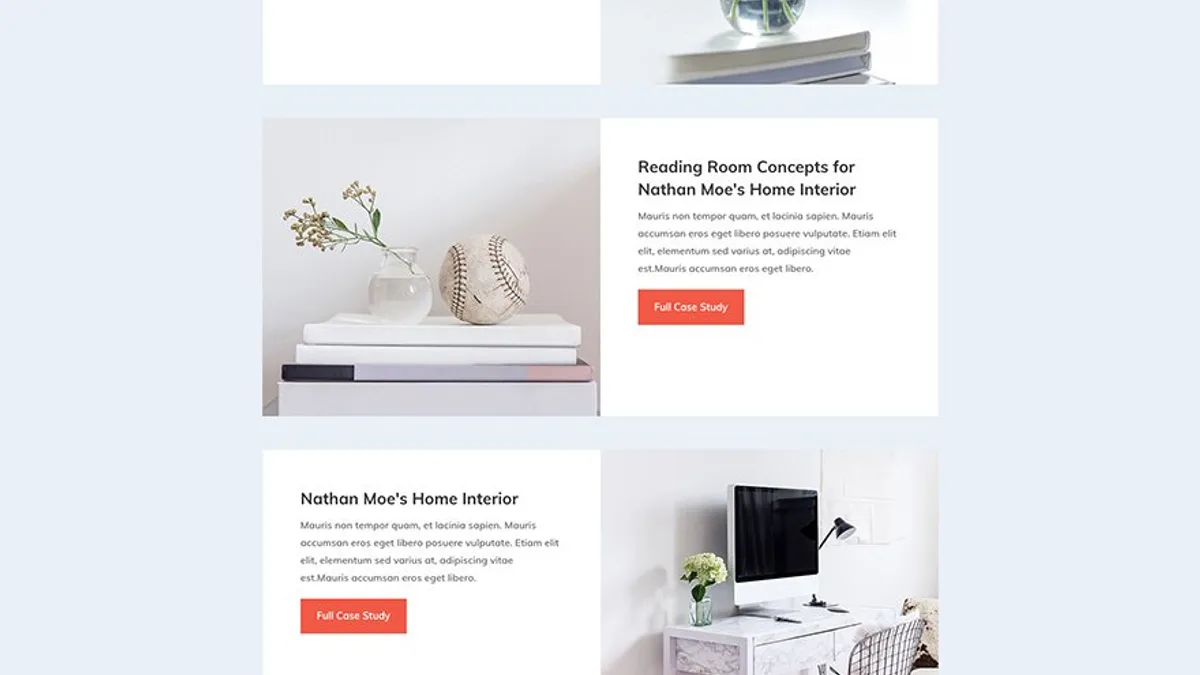 Reading Room Concepts for
Nathan Moe's Home Interior
Mauris non tempor quam, et lacinia sapien. Mauris
accumsan eros eget libero posuere vulputate. Etiam elit
elit, elementum sed varius at, adipiscing vitae
est.Mauris accumsan eros eget libero.
Full Case Study
Nathan Moe's Home Interior
Mauris non tempor quam, et lacinia sapien. Mauris
accumsan eros eget libero posuere vulputate. Etiam elit
elit, elementum sed varius at, adipiscing vitae
est.Mauris accumsan eros eget libero.
Full Case Study